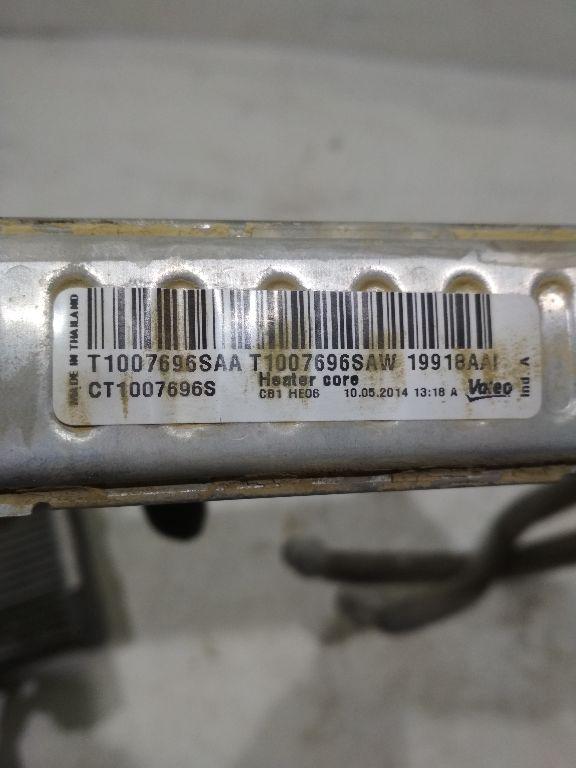 MADE IN THAILAND
T1007696SAA T1007696SAW 19918AAI
CT1007696S
Heater core
CB1 HE06 10.05.2014 13:18 A
Valeo
Ind. A